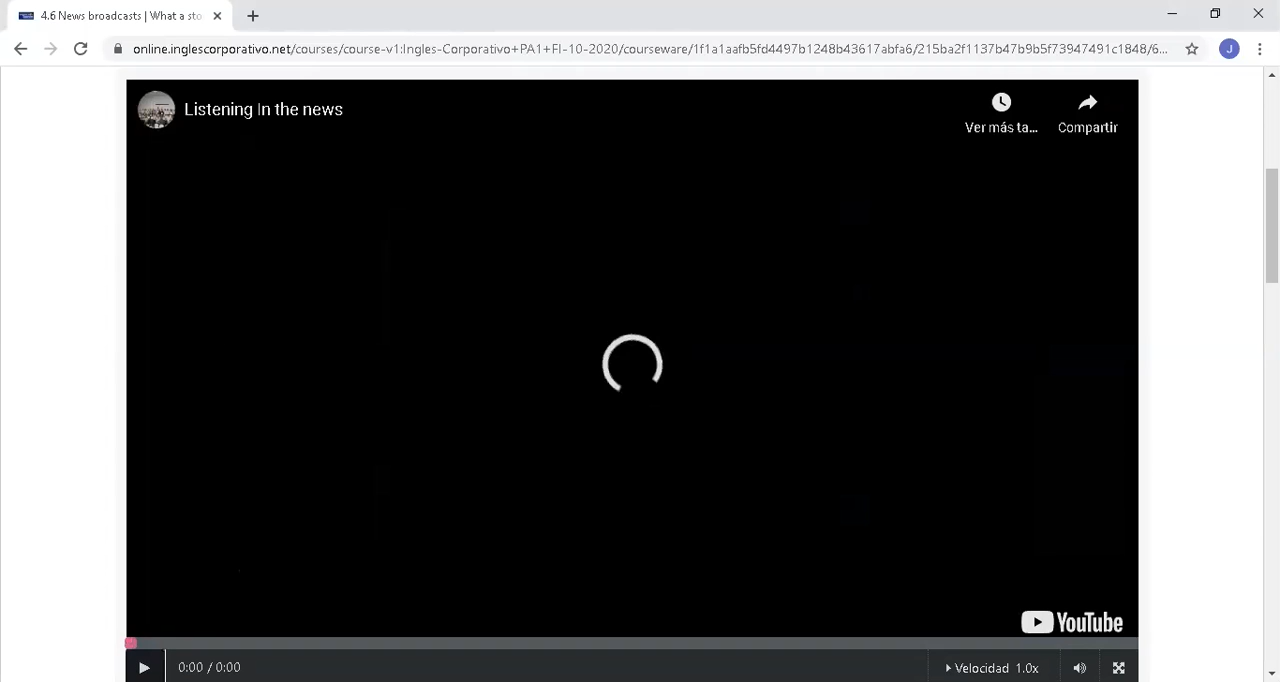 4.6 News broadcasts | What a sto
online.inglescorporativo.net/courses/course-v1:Ingles-Corporativo+PA1+FI-10-2020/courseware/1f1a1aafb5fd4497b1248b43617abfa6/215ba2f1137b47b9b5f73947491c1848/6...
J
Listening In the news
Ver más ta...
Compartir
YouTube
0:00 / 0:00
Velocidad 1.0x